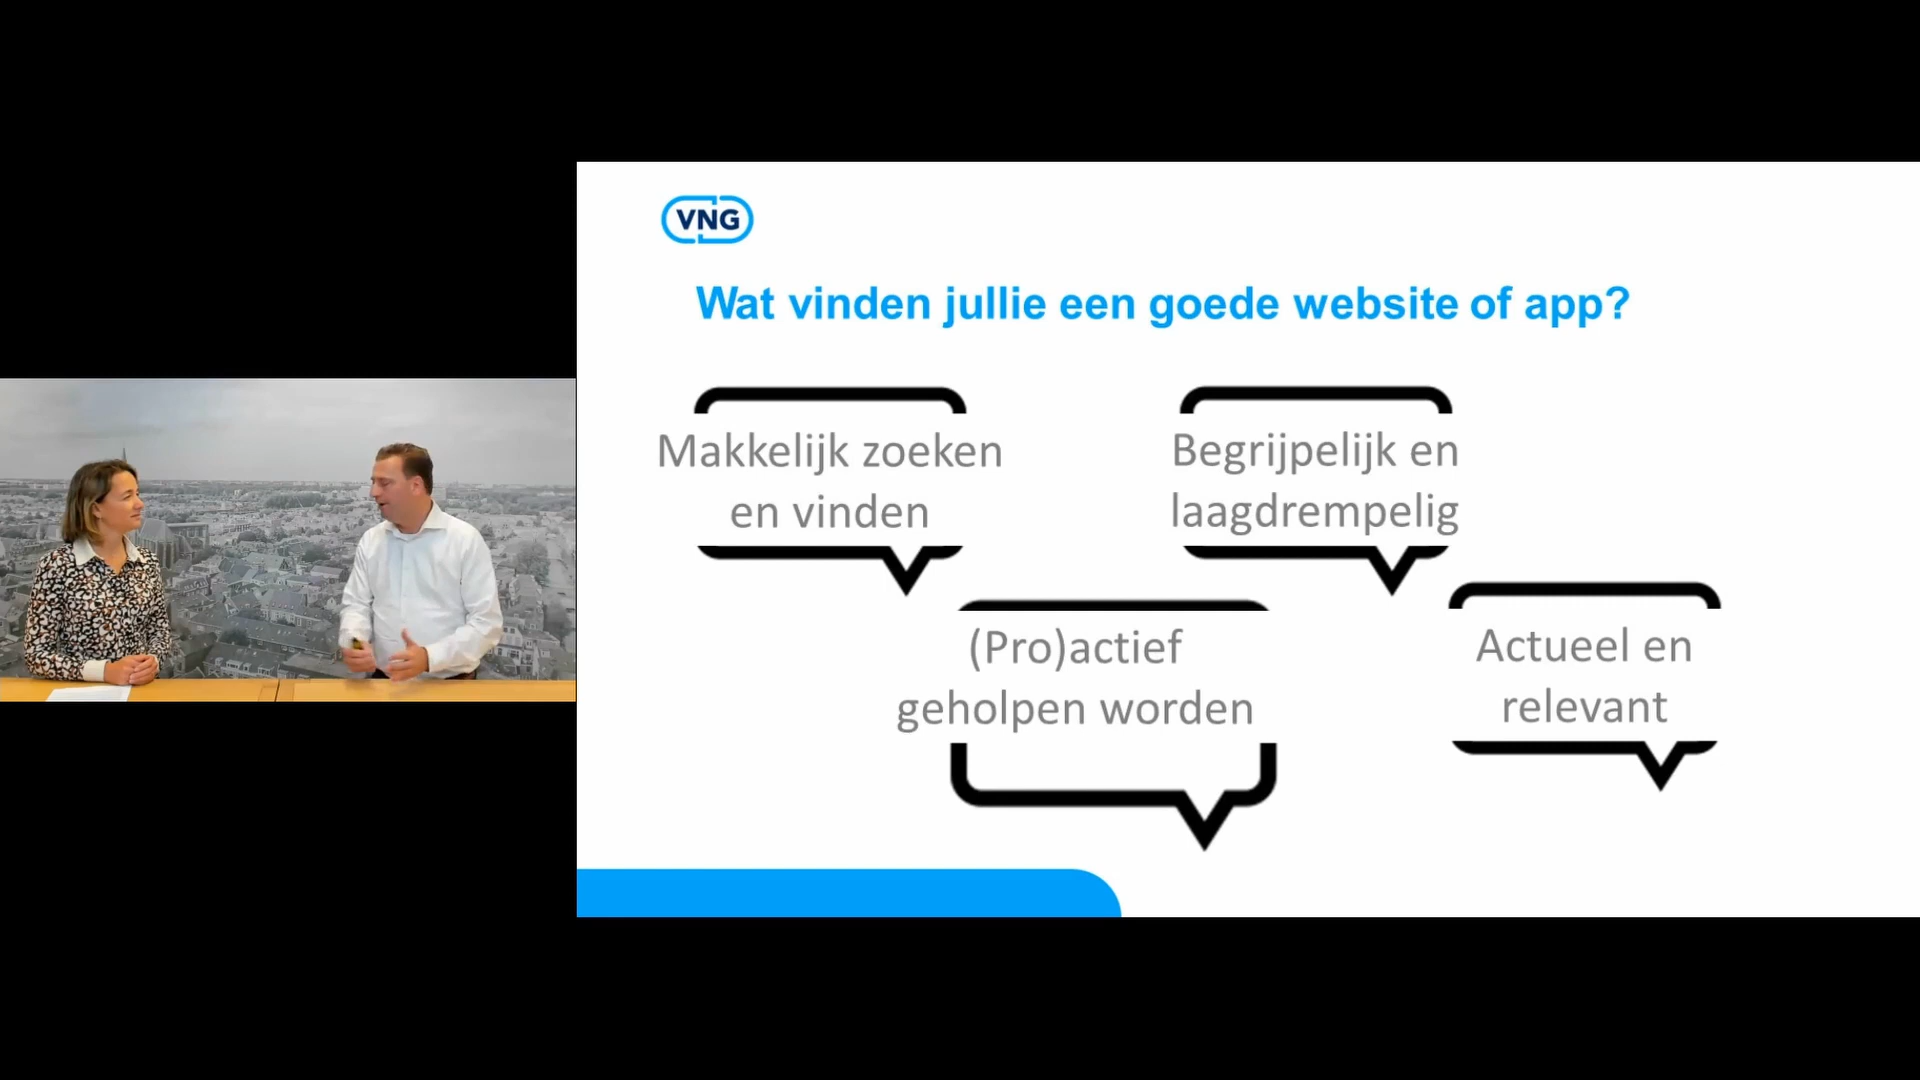 VNG
Wat vinden jullie een goede website of app?
Makkelijk zoeken
en vinden
Begrijpelijk en
laagdrempelig
(Pro)actief
geholpen worden
Actueel en
relevant